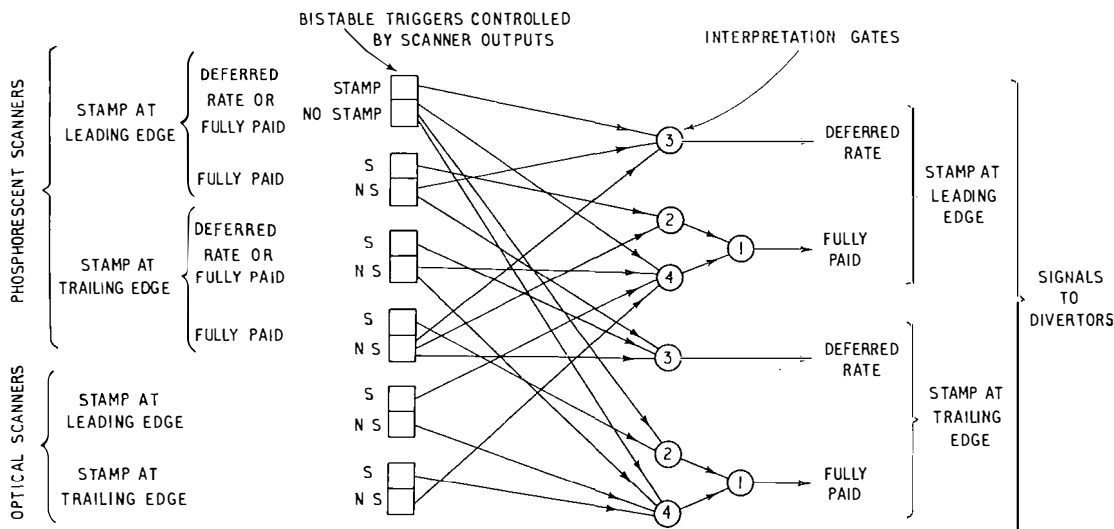 BISTABLE TRIGGERS CONTROLLED
BY SCANNER OUTPUTS
INTERPRETATION GATES
PHOSPHORESCENT SCANNERS
STAMP AT
LEADING EDGE
DEFERRED
RATE OR
FULLY PAID
FULLY PAID
STAMP AT
TRAILING EDGE
DEFERRED
RATE OR
FULLY PAID
FULLY PAID
OPTICAL SCANNERS
STAMP AT
LEADING EDGE
STAMP AT
TRAILING EDGE
STAMP
NO STAMP
S
N S
S
N S
S
N S
S
N S
S
N S
3
2
1
4
3
2
1
4
DEFERRED
RATE
FULLY
PAID
STAMP AT
LEADING
EDGE
DEFERRED
RATE
FULLY
PAID
STAMP AT
TRAILING
EDGE
SIGNALS
TO
DIVERTORS